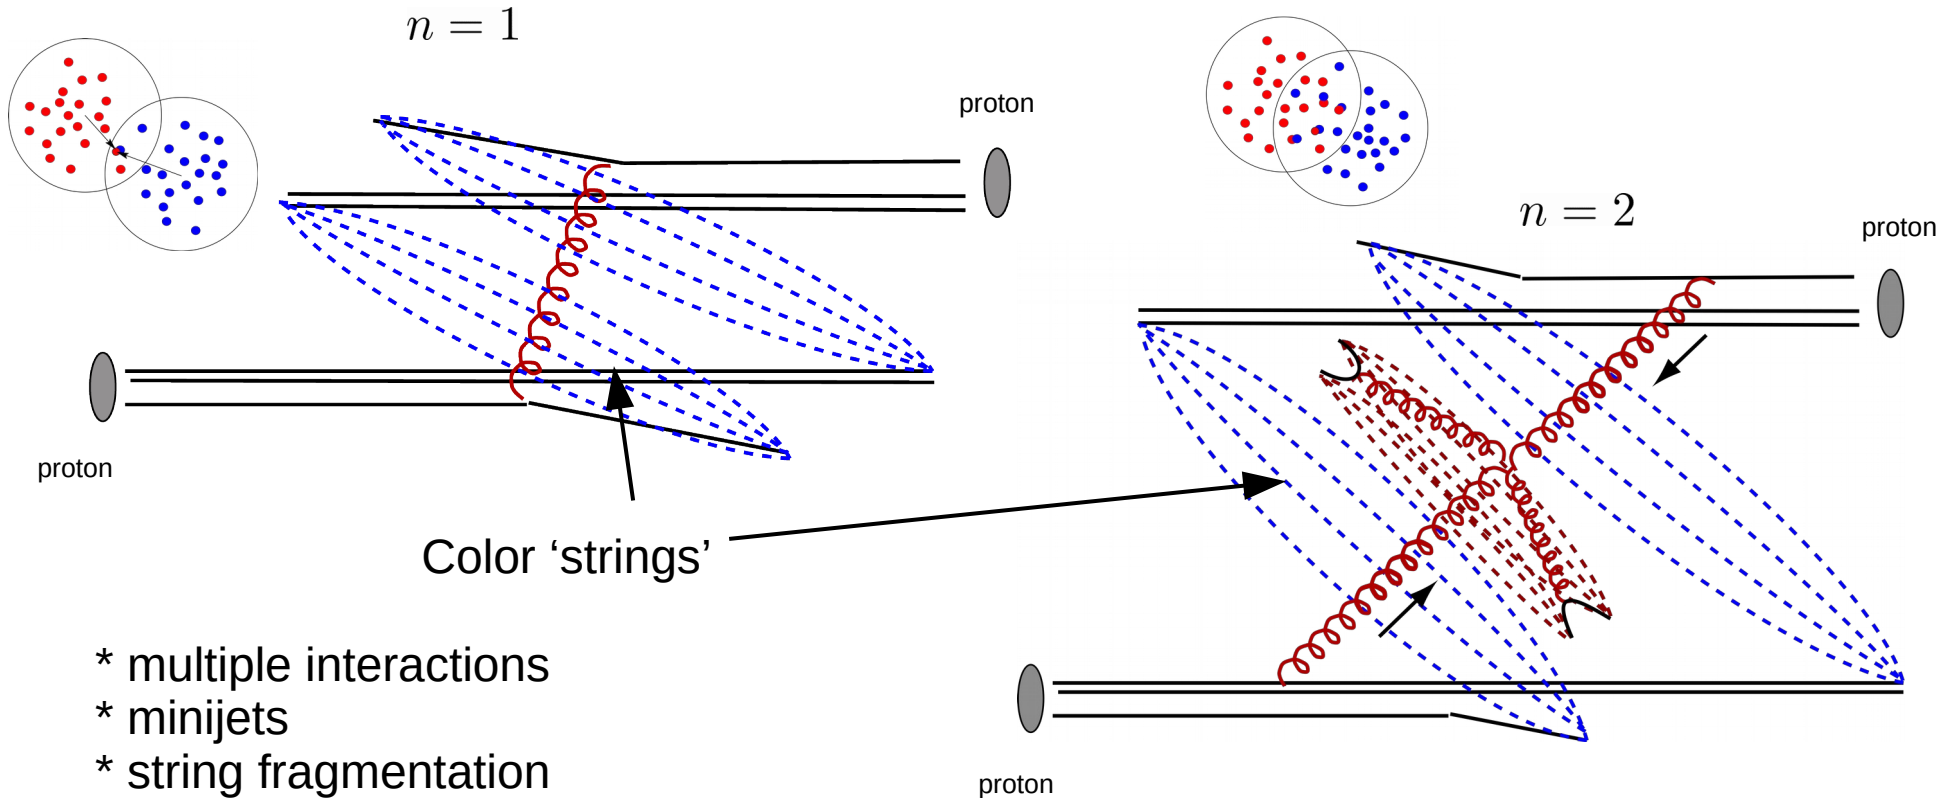 n = 1
proton
proton
n = 2
proton
Color ‘strings’
* multiple interactions
* minijets
* string fragmentation
proton